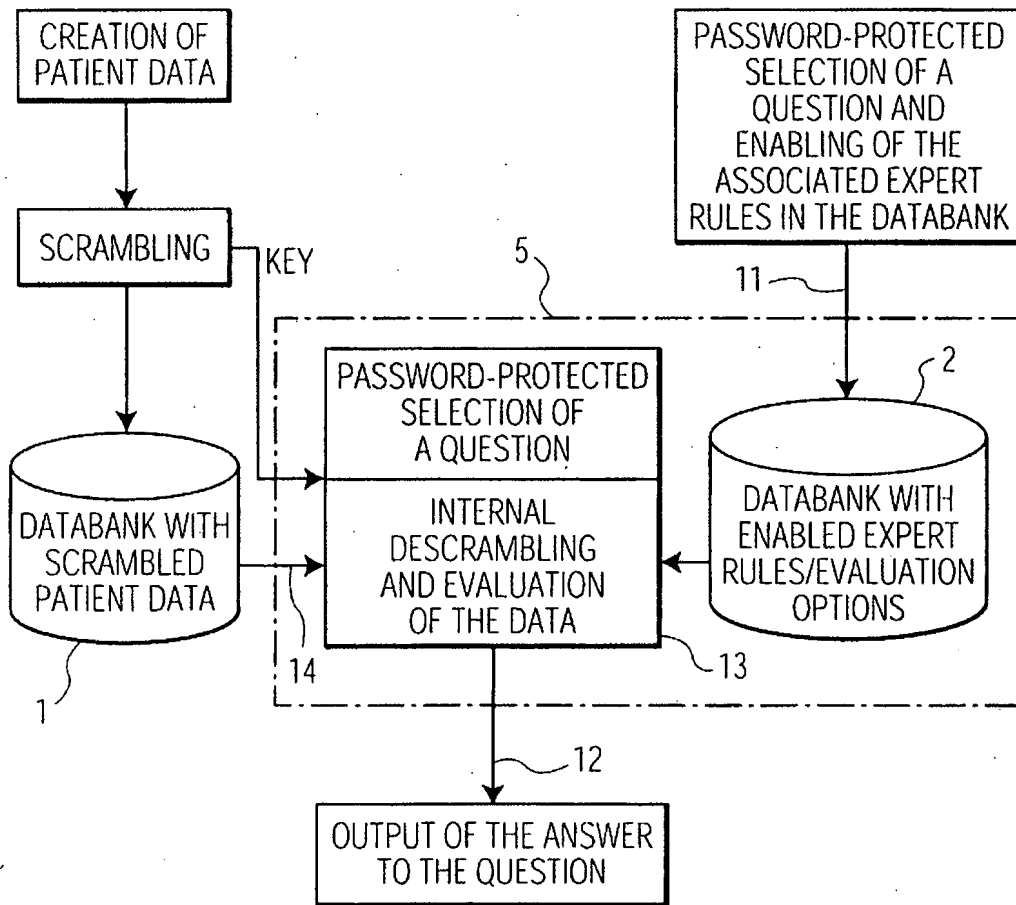 CREATION OF
PATIENT DATA
SCRAMBLING
KEY
PASSWORD-PROTECTED
SELECTION OF A
QUESTION AND
ENABLING OF THE
ASSOCIATED EXPERT
RULES IN THE DATABANK
11
5
2
PASSWORD-PROTECTED
SELECTION OF
A QUESTION
INTERNAL
DESCRAMBLING
AND EVALUATION
OF THE DATA
DATABANK WITH
SCRAMBLED
PATIENT DATA
1
14
DATABANK WITH
ENABLED EXPERT
RULES/EVALUATION
OPTIONS
13
12
OUTPUT OF THE ANSWER
TO THE QUESTION